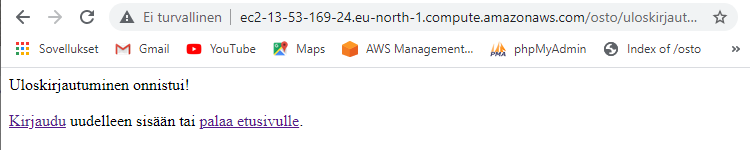 Ei turvallinen | ec2-13-53-169-24.eu-north-1.compute.amazonaws.com/osto/uloskirjaut...
Sovellukset Gmail YouTube Maps AWS Management... PMA phpMyAdmin Index of /osto »
Uloskirjautuminen onnistui!
Kirjaudu uudelleen sisään tai palaa etusivulle.